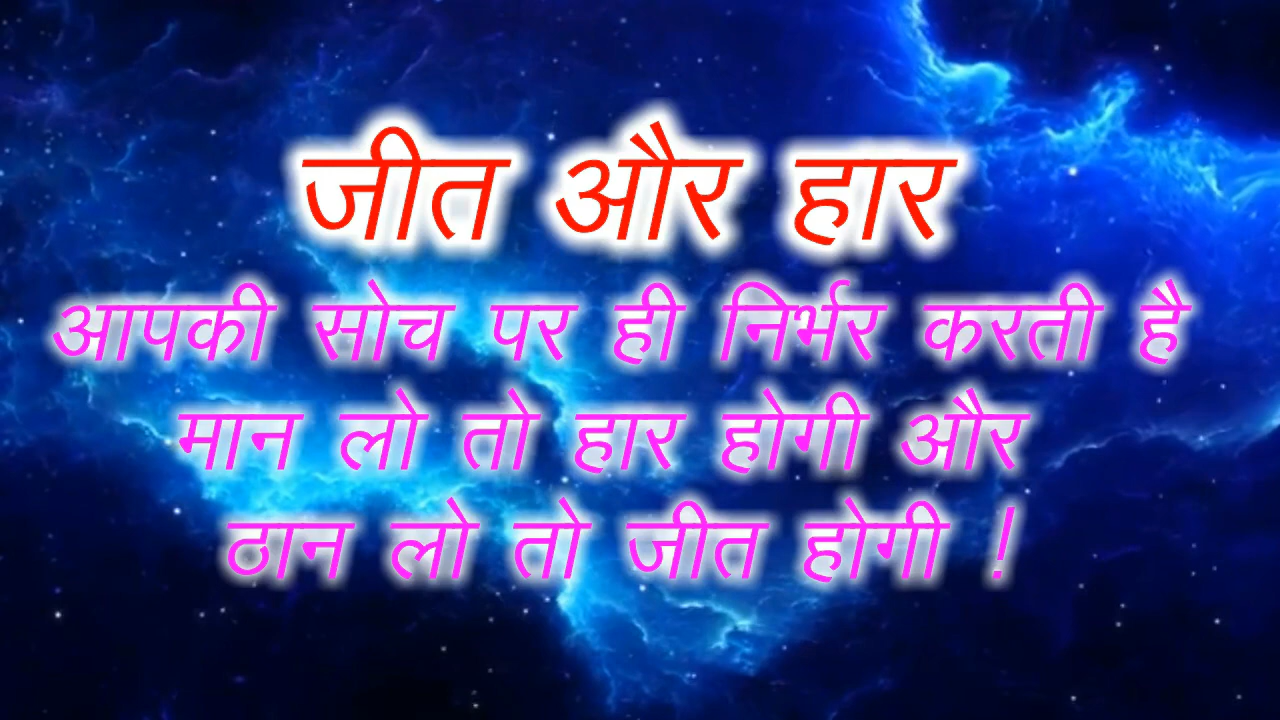 जीत और हार
आपकी सोच पर ही निर्भर करती है
मान लो तो हार होगी और
ठान लो तो जीत होगी !